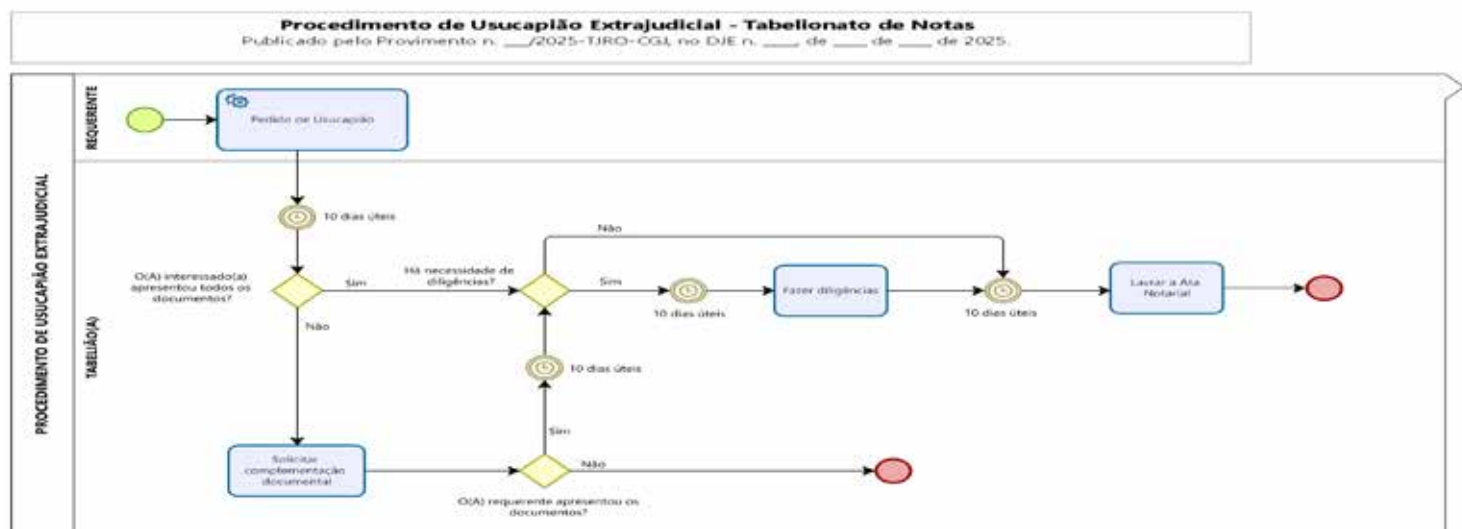 Procedimento de Usucapião Extrajudicial - Tabelionato de Notas
Publicado pelo Provimento n. ___/2025-TJRO-CGJ, no DJE n. ____, de ____ de ____ de 2025.
PROCEDIMENTO DE USUCAPIÃO EXTRAJUDICIAL
REQUERENTE
Pedido de Usucapião
TABELIÃO(A)
10 dias úteis
O(A) interessado(a)
apresentou todos os
documentos?
Sim
Não
Há necessidade de
diligências?
Não
Sim
10 dias úteis
Fazer diligências
10 dias úteis
Lavrar a Ata
Notarial
10 dias úteis
Sim
Solicitar
complementação
documental
Não
O(A) requerente apresentou os
documentos?